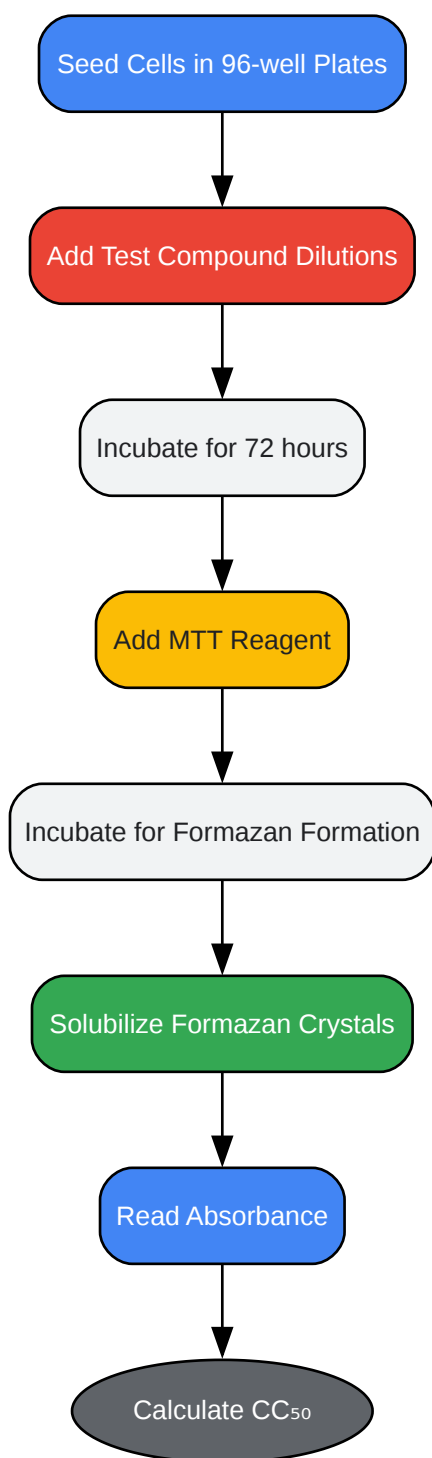 Seed Cells in 96-well Plates
Add Test Compound Dilutions
Incubate for 72 hours
Add MTT Reagent
Incubate for Formazan Formation
Solubilize Formazan Crystals
Read Absorbance
Calculate CC₅₀